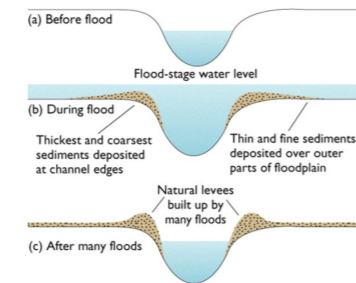 (a) Before flood
Flood-stage water level
(b) During flood
Thickest and coarsest
sediments deposited
at channel edges
Thin and fine sediments
deposited over outer
parts of floodplain
Natural levees
built up by
many floods
(c) After many floods